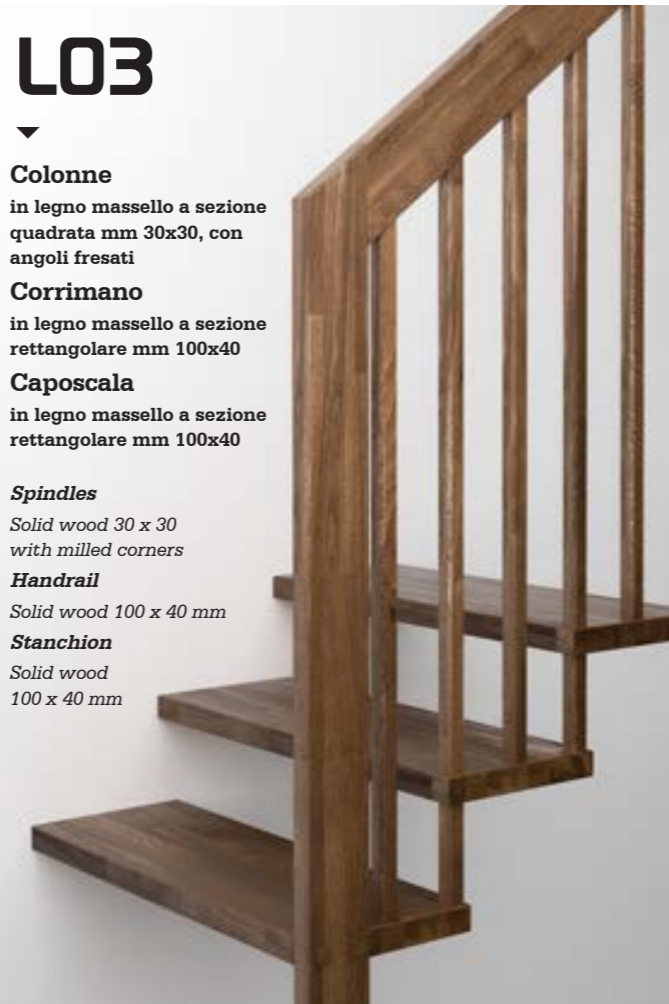 L03
Colonne
in legno massello a sezione
quadrata mm 30x30, con
angoli fresati
Corrimano
in legno massello a sezione
rettangolare mm 100x40
Caposcala
in legno massello a sezione
rettangolare mm 100x40
Spindles
Solid wood 30 x 30
with milled corners
Handrail
Solid wood 100 x 40 mm
Stanchion
Solid wood
100 x 40 mm